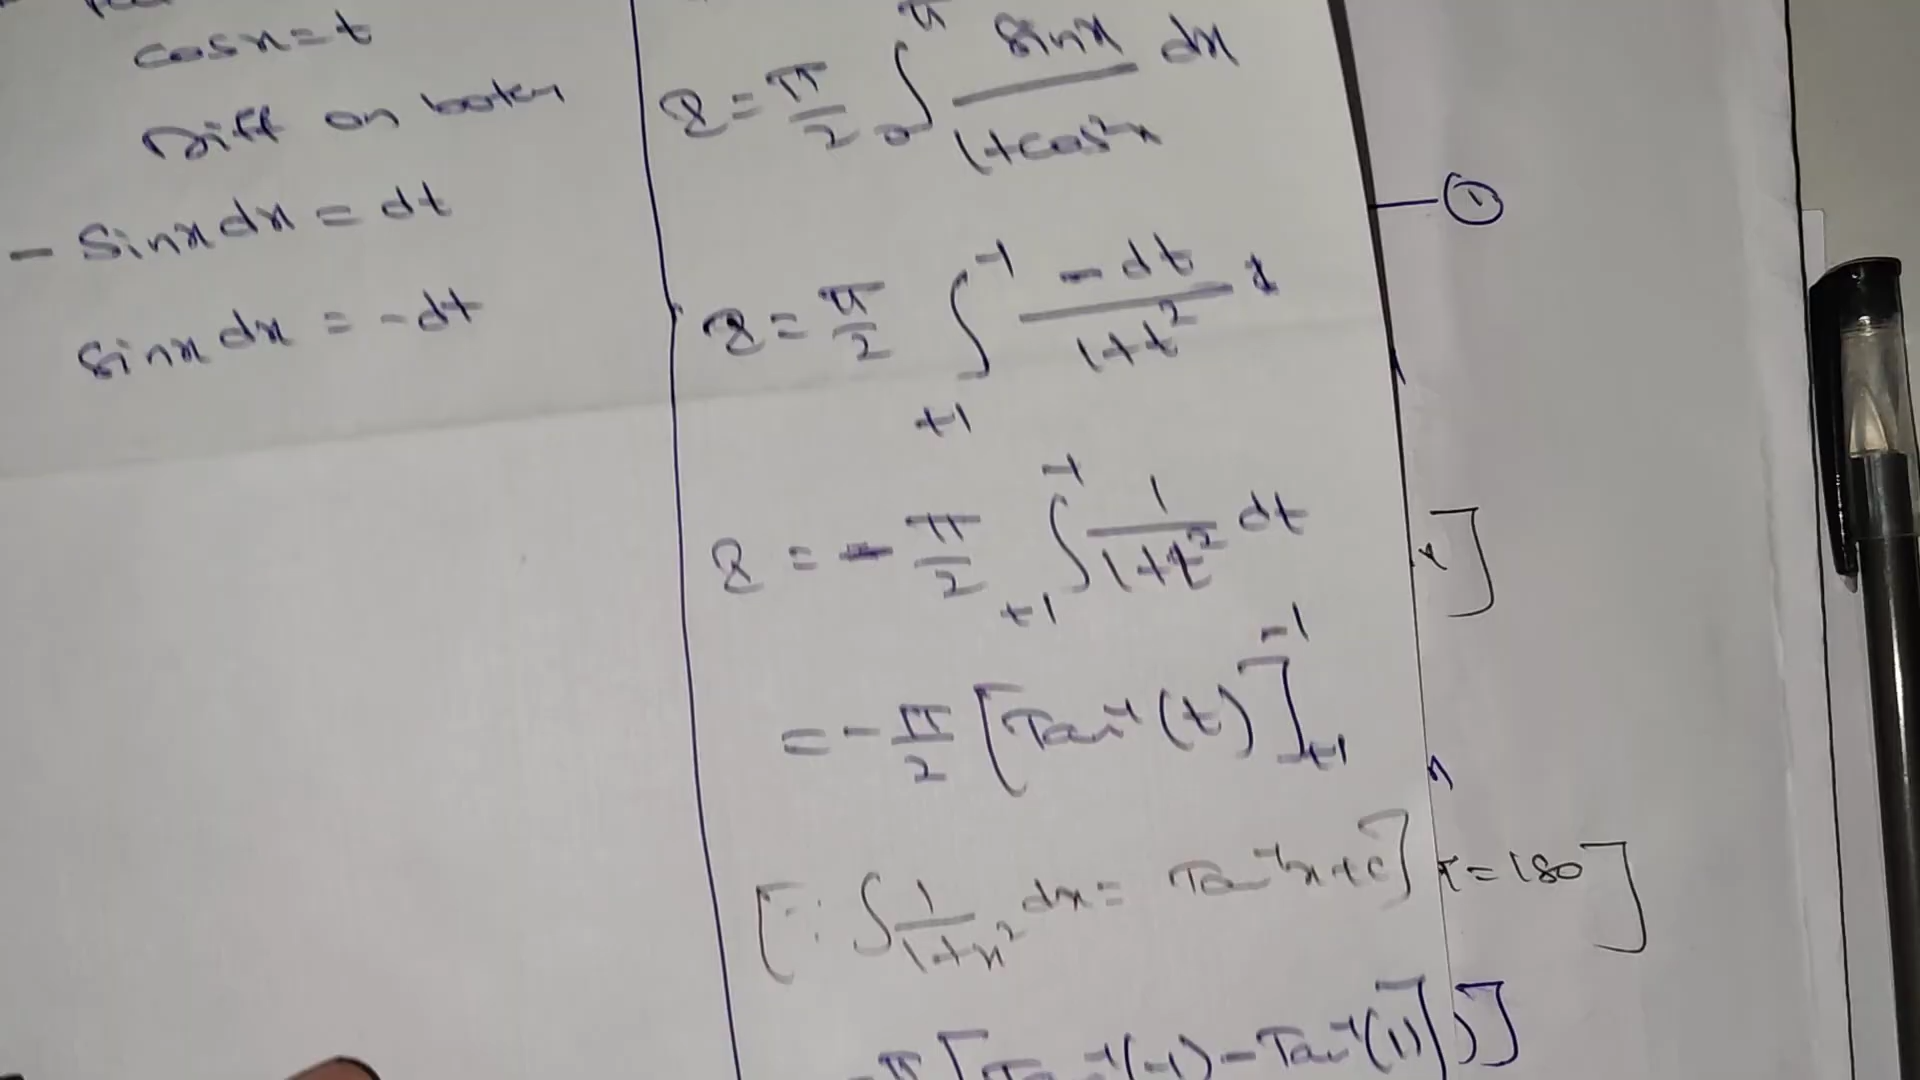 cosx=t
Diff on both
- Sinx dx = dt
sinx dx = -dt
I = π/2 ∫₀^π sinx/(1+cos²x) dx
①
I = π/2 ∫₊₁^-1 -dt/(1+t²)
I = - π/2 ∫₊₁^-1 1/(1+t²) dt
]
= - π/2 [Tan⁻¹(t)]₊₁^-1
[∵ ∫ 1/(1+x²) dx = Tan⁻¹x+c]
= 180]
π [Tan⁻¹(-1) - Tan⁻¹(1)]
)]